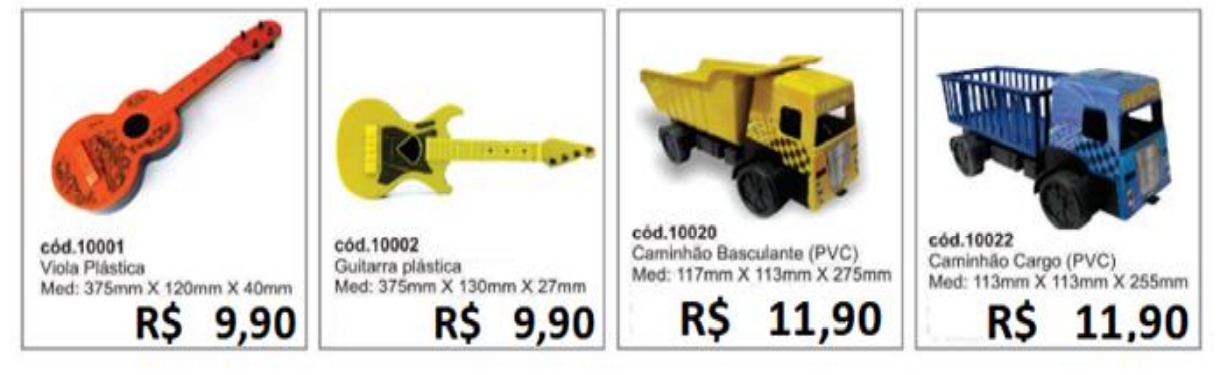 cód.10001
Viola Plástica
Med: 375mm X 120mm X 40mm
R$ 9,90
cód.10002
Guitarra plástica
Med: 375mm X 130mm X 27mm
R$ 9,90
cód.10020
Caminhão Basculante (PVC)
Med: 117mm X 113mm X 275mm
R$ 11,90
cód.10022
Caminhão Cargo (PVC)
Med: 113mm X 113mm X 255mm
R$ 11,90